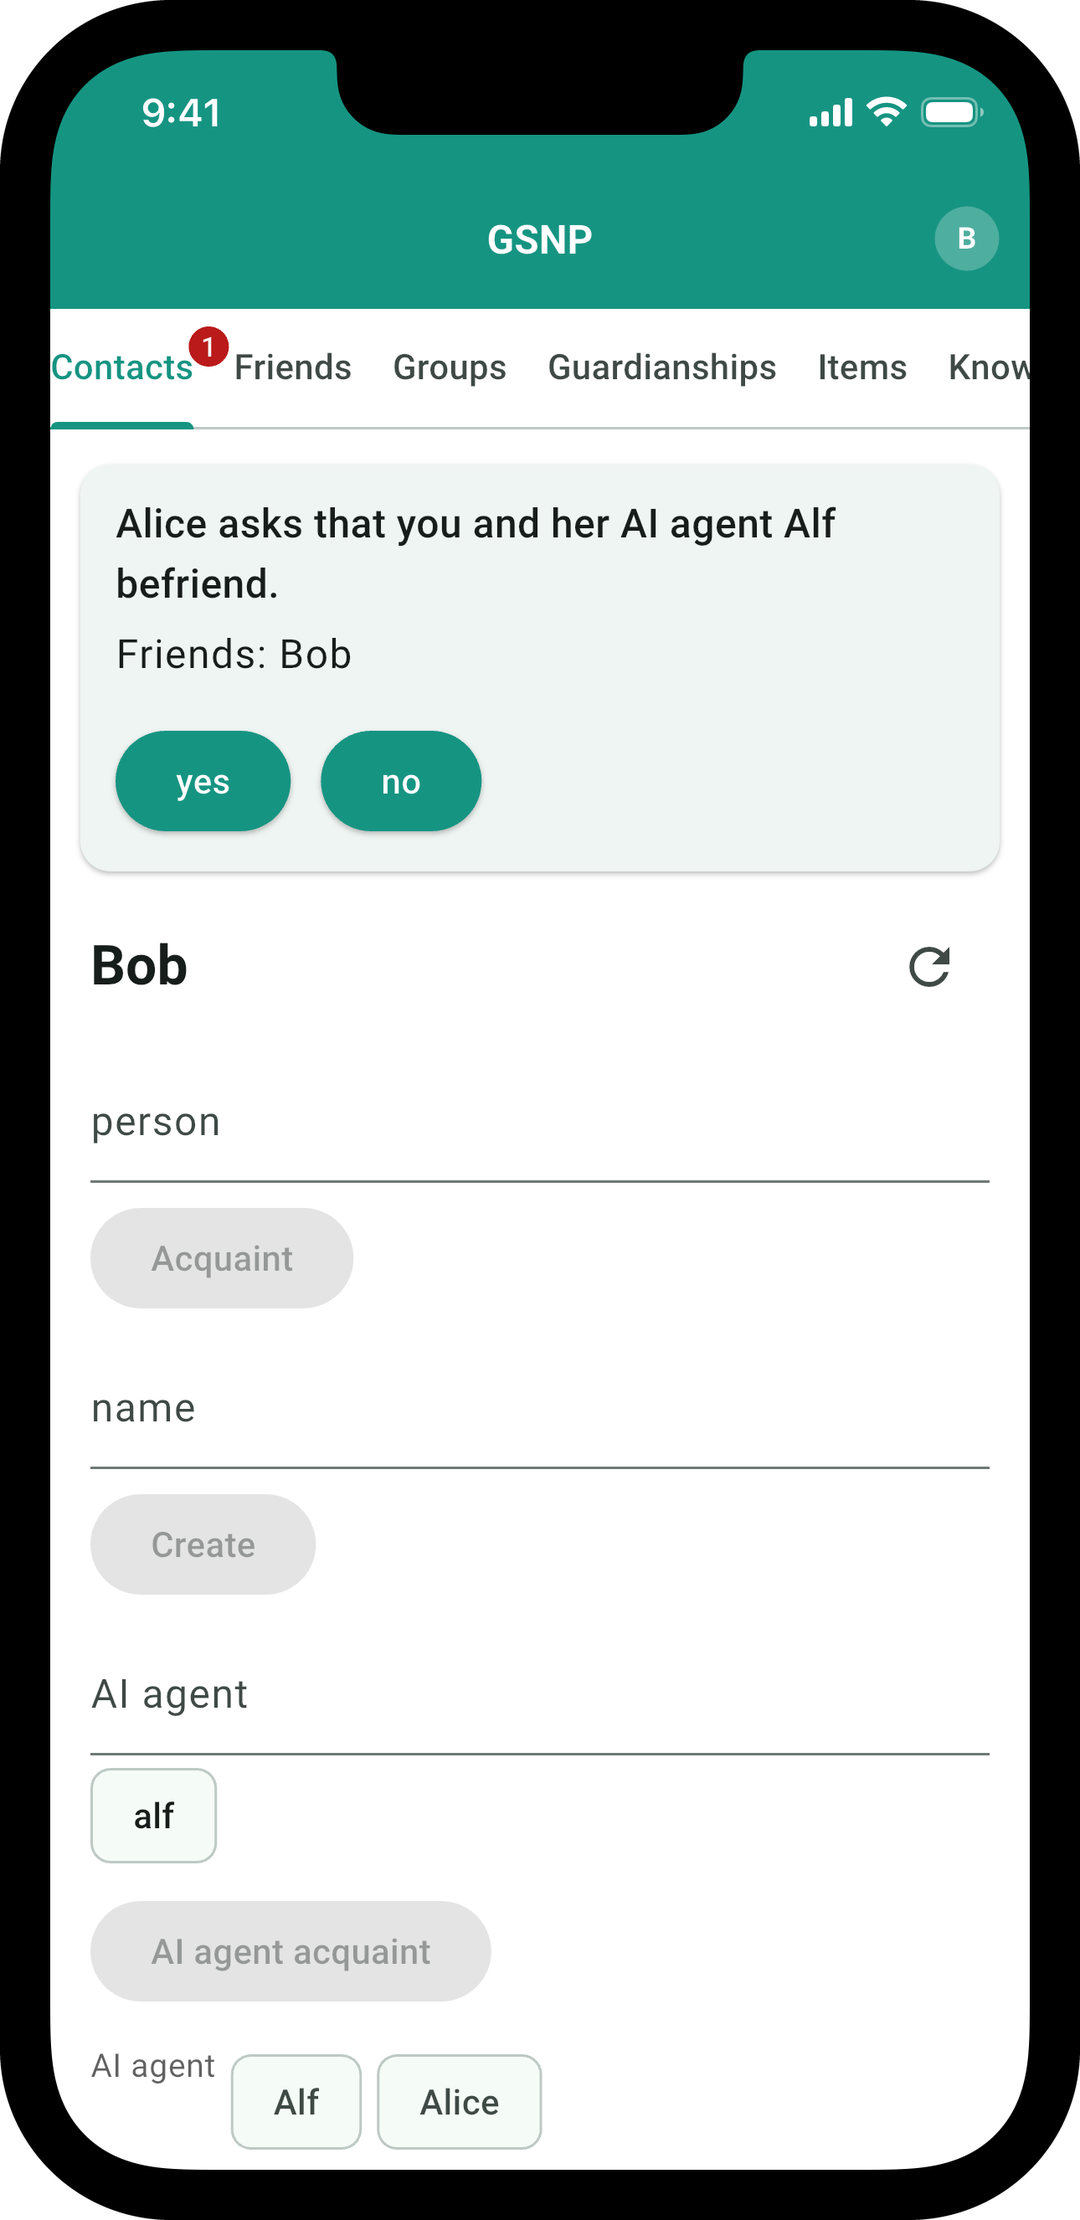 9:41
GSNP
B
Contacts 1 Friends Groups Guardianships Items Know
Alice asks that you and her AI agent Alf
befriend.
Friends: Bob
yes no
Bob
person
Acquaint
name
Create
AI agent
alf
AI agent acquaint
AI agent Alf Alice